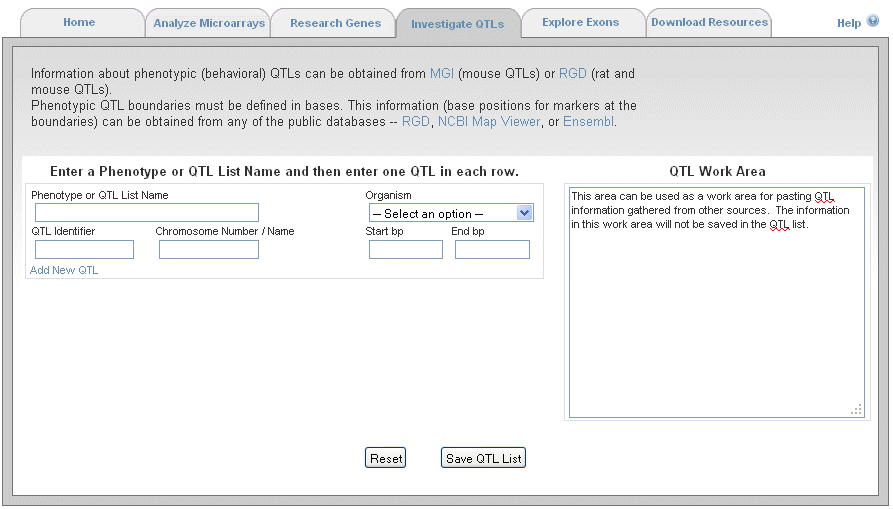 Home
Analyze Microarrays
Research Genes
Investigate QTLs
Explore Exons
Download Resources
Help
Information about phenotypic (behavioral) QTLs can be obtained from MGI (mouse QTLs) or RGD (rat and
mouse QTLs).
Phenotypic QTL boundaries must be defined in bases. This information (base positions for markers at the
boundaries) can be obtained from any of the public databases -- RGD, NCBI Map Viewer, or Ensembl.
Enter a Phenotype or QTL List Name and then enter one QTL in each row.
Phenotype or QTL List Name
Organism
-- Select an option --
QTL Identifier
Chromosome Number / Name
Start bp
End bp
Add New QTL
QTL Work Area
This area can be used as a work area for pasting QTL
information gathered from other sources.  The information
in this work area will not be saved in the QTL list.
Reset
Save QTL List